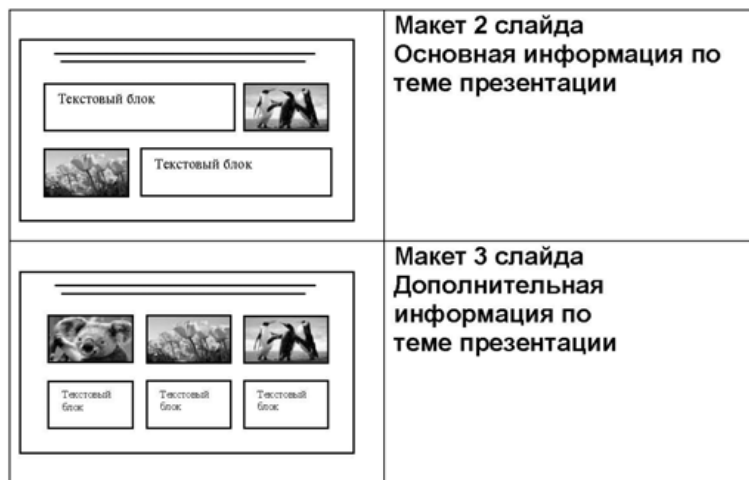 Макет 2 слайда
Основная информация по
теме презентации
Текстовый блок
Текстовый блок
Макет 3 слайда
Дополнительная
информация по
теме презентации
Текстовый
блок
Текстовый
блок
Текстовый
блок